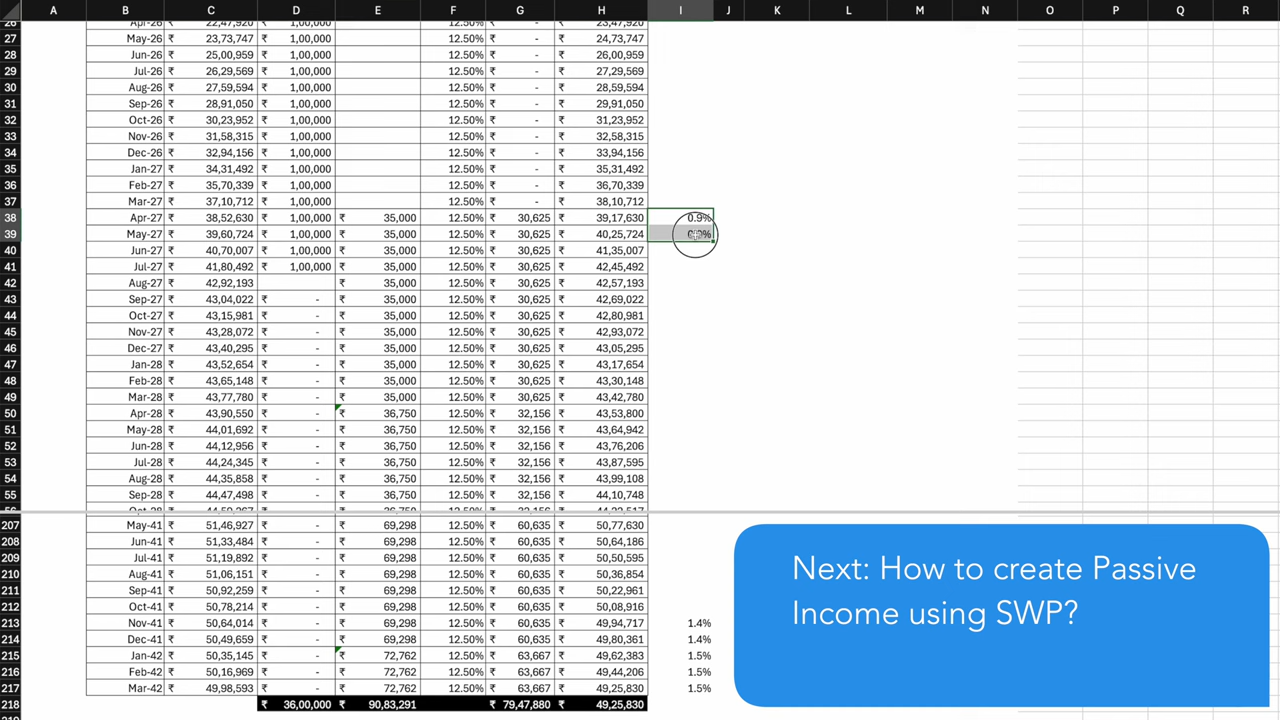 A B C D E F G H I J K L M N O P Q R
26 Apr-26 ₹ 22,47,920 ₹ 1,00,000 12.50% ₹ - ₹ 23,47,920
27 May-26 ₹ 23,73,747 ₹ 1,00,000 12.50% ₹ - ₹ 24,73,747
28 Jun-26 ₹ 25,00,959 ₹ 1,00,000 12.50% ₹ - ₹ 26,00,959
29 Jul-26 ₹ 26,29,569 ₹ 1,00,000 12.50% ₹ - ₹ 27,29,569
30 Aug-26 ₹ 27,59,594 ₹ 1,00,000 12.50% ₹ - ₹ 28,59,594
31 Sep-26 ₹ 28,91,050 ₹ 1,00,000 12.50% ₹ - ₹ 29,91,050
32 Oct-26 ₹ 30,23,952 ₹ 1,00,000 12.50% ₹ - ₹ 31,23,952
33 Nov-26 ₹ 31,58,315 ₹ 1,00,000 12.50% ₹ - ₹ 32,58,315
34 Dec-26 ₹ 32,94,156 ₹ 1,00,000 12.50% ₹ - ₹ 33,94,156
35 Jan-27 ₹ 34,31,492 ₹ 1,00,000 12.50% ₹ - ₹ 35,31,492
36 Feb-27 ₹ 35,70,339 ₹ 1,00,000 12.50% ₹ - ₹ 36,70,339
37 Mar-27 ₹ 37,10,712 ₹ 1,00,000 12.50% ₹ - ₹ 38,10,712
38 Apr-27 ₹ 38,52,630 ₹ 1,00,000 ₹ 35,000 12.50% ₹ 30,625 ₹ 39,17,630 0.9%
39 May-27 ₹ 39,60,724 ₹ 1,00,000 ₹ 35,000 12.50% ₹ 30,625 ₹ 40,25,724
40 Jun-27 ₹ 40,70,007 ₹ 1,00,000 ₹ 35,000 12.50% ₹ 30,625 ₹ 41,35,007
41 Jul-27 ₹ 41,80,492 ₹ 1,00,000 ₹ 35,000 12.50% ₹ 30,625 ₹ 42,45,492
42 Aug-27 ₹ 42,92,193 ₹ 35,000 12.50% ₹ 30,625 ₹ 42,57,193
43 Sep-27 ₹ 43,04,022 ₹ - ₹ 35,000 12.50% ₹ 30,625 ₹ 42,69,022
44 Oct-27 ₹ 43,15,981 ₹ - ₹ 35,000 12.50% ₹ 30,625 ₹ 42,80,981
45 Nov-27 ₹ 43,28,072 ₹ - ₹ 35,000 12.50% ₹ 30,625 ₹ 42,93,072
46 Dec-27 ₹ 43,40,295 ₹ - ₹ 35,000 12.50% ₹ 30,625 ₹ 43,05,295
47 Jan-28 ₹ 43,52,654 ₹ - ₹ 35,000 12.50% ₹ 30,625 ₹ 43,17,654
48 Feb-28 ₹ 43,65,148 ₹ - ₹ 35,000 12.50% ₹ 30,625 ₹ 43,30,148
49 Mar-28 ₹ 43,77,780 ₹ - ₹ 35,000 12.50% ₹ 30,625 ₹ 43,42,780
50 Apr-28 ₹ 43,90,550 ₹ - ₹ 36,750 12.50% ₹ 32,156 ₹ 43,53,800
51 May-28 ₹ 44,01,692 ₹ - ₹ 36,750 12.50% ₹ 32,156 ₹ 43,64,942
52 Jun-28 ₹ 44,12,956 ₹ - ₹ 36,750 12.50% ₹ 32,156 ₹ 43,76,206
53 Jul-28 ₹ 44,24,345 ₹ - ₹ 36,750 12.50% ₹ 32,156 ₹ 43,87,595
54 Aug-28 ₹ 44,35,858 ₹ - ₹ 36,750 12.50% ₹ 32,156 ₹ 43,99,108
55 Sep-28 ₹ 44,47,498 ₹ - ₹ 36,750 12.50% ₹ 32,156 ₹ 44,10,748
207 May-41 ₹ 51,46,927 ₹ - ₹ 69,298 12.50% ₹ 60,635 ₹ 50,77,630
208 Jun-41 ₹ 51,33,484 ₹ - ₹ 69,298 12.50% ₹ 60,635 ₹ 50,64,186
209 Jul-41 ₹ 51,19,892 ₹ - ₹ 69,298 12.50% ₹ 60,635 ₹ 50,50,595
210 Aug-41 ₹ 51,06,151 ₹ - ₹ 69,298 12.50% ₹ 60,635 ₹ 50,36,854
211 Sep-41 ₹ 50,92,259 ₹ - ₹ 69,298 12.50% ₹ 60,635 ₹ 50,22,961
212 Oct-41 ₹ 50,78,214 ₹ - ₹ 69,298 12.50% ₹ 60,635 ₹ 50,08,916
213 Nov-41 ₹ 50,64,014 ₹ - ₹ 69,298 12.50% ₹ 60,635 ₹ 49,94,717 1.4%
214 Dec-41 ₹ 50,49,659 ₹ - ₹ 69,298 12.50% ₹ 60,635 ₹ 49,80,361 1.4%
215 Jan-42 ₹ 50,35,145 ₹ - ₹ 72,762 12.50% ₹ 63,667 ₹ 49,62,383 1.5%
216 Feb-42 ₹ 50,16,969 ₹ - ₹ 72,762 12.50% ₹ 63,667 ₹ 49,44,206 1.5%
217 Mar-42 ₹ 49,98,593 ₹ - ₹ 72,762 12.50% ₹ 63,667 ₹ 49,25,830 1.5%
218 ₹ 36,00,000 ₹ 90,83,291 ₹ 79,47,880 ₹ 49,25,830
Next: How to create Passive
Income using SWP?